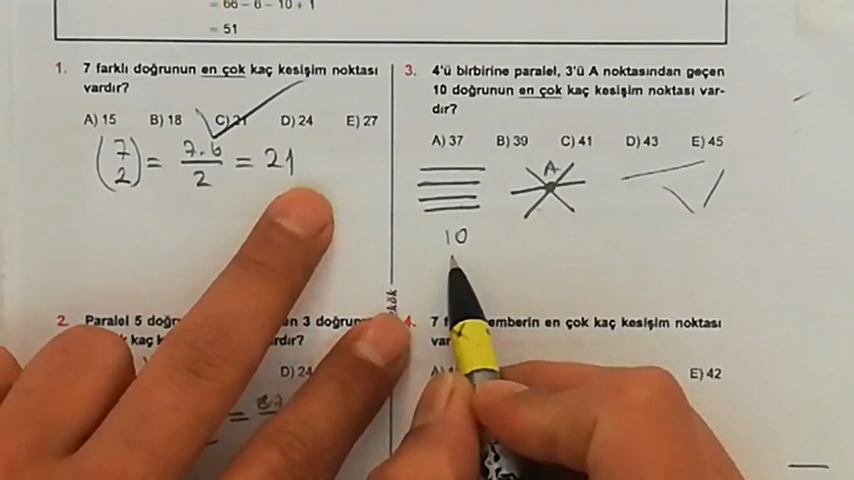 = 66 - 6 - 10 + 1
= 51
1. 7 farklı doğrunun en çok kaç kesişim noktası
vardır?
A) 15 B) 18 C) 21 D) 24 E) 27
(7 2) = 7.6 / 2 = 21
2. Paralel 5 doğr 3 doğrun
kaç k rdır?
D) 24
=
3. 4'ü birbirine paralel, 3'ü A noktasından geçen
10 doğrunun en çok kaç kesişim noktası var-
dır?
A) 37 B) 39 C) 41 D) 43 E) 45
A
10
4. 7 emberin en çok kaç kesişim noktası
var
A) E) 42